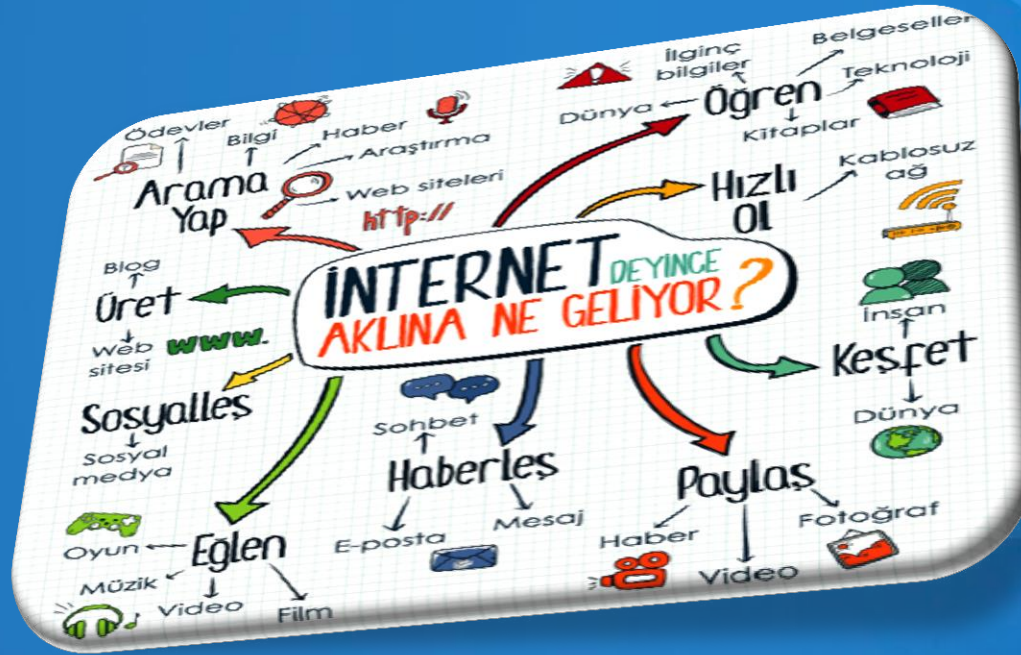 İNTERNET DEYİNCE
AKLINA NE GELİYOR?
Ödevler
Bilgi
Haber
Araştırma
Web siteleri
http://
Arama
Yap
İlginç
bilgiler
Belgeseller
Teknoloji
Dünya
Öğren
Kitaplar
Hızlı
Ol
Kablosuz
ağ
Blog
Üret
Web
sitesi
www.
Sosyalleş
Sosyal
medya
İnsan
Keşfet
Dünya
Sohbet
Haberleş
E-posta
Mesaj
Paylaş
Haber
Video
Fotoğraf
Oyun
Eğlen
Müzik
Video
Film